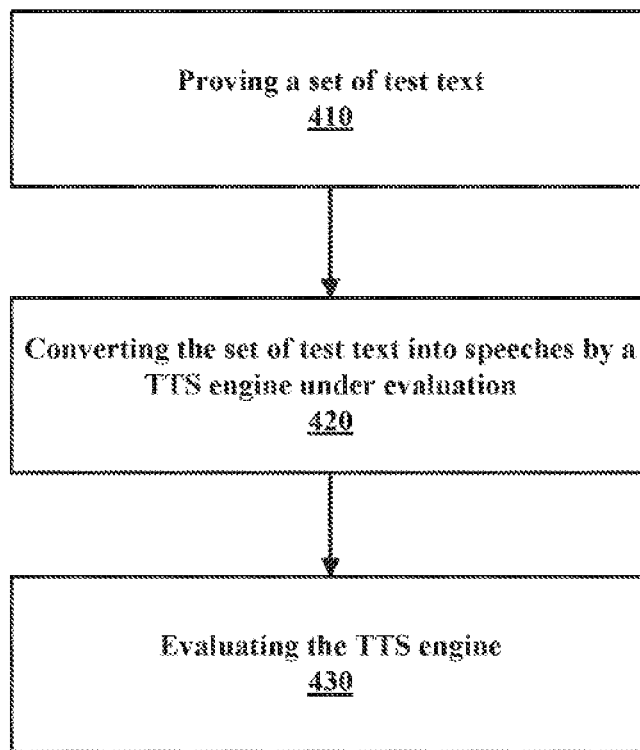 Proving a set of test text
410
Converting the set of test text into speeches by a
TTS engine under evaluation
420
Evaluating the TTS engine
430